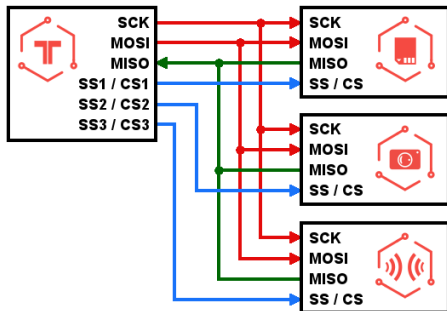 SCK
MOSI
MISO
SS1 / CS1
SS2 / CS2
SS3 / CS3
SCK
MOSI
MISO
SS / CS
SCK
MOSI
MISO
SS / CS
SCK
MOSI
MISO
SS / CS